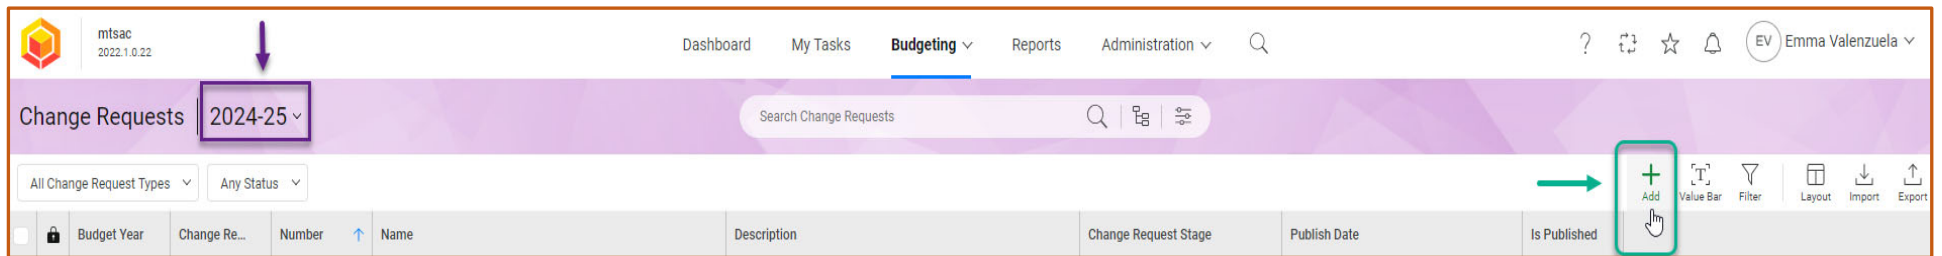 mtsac
2022.1.0.22
Dashboard My Tasks Budgeting Reports Administration ? EV Emma Valenzuela
Change Requests 2024-25 Search Change Requests
All Change Request Types Any Status Add [T] Value Bar Filter Layout Import Export
Budget Year Change Re... Number Name Description Change Request Stage Publish Date Is Published